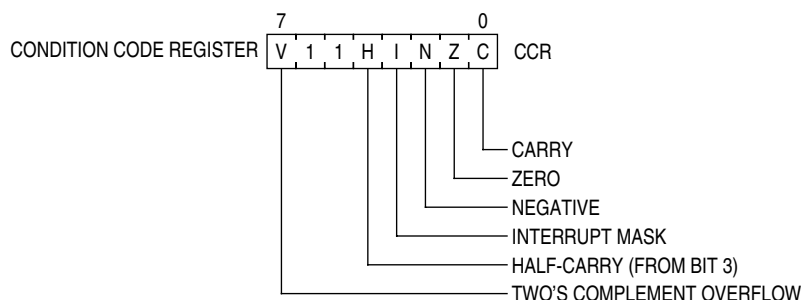 7 0
CONDITION CODE REGISTER V 1 1 H I N Z C CCR
CARRY
ZERO
NEGATIVE
INTERRUPT MASK
HALF-CARRY (FROM BIT 3)
TWO'S COMPLEMENT OVERFLOW